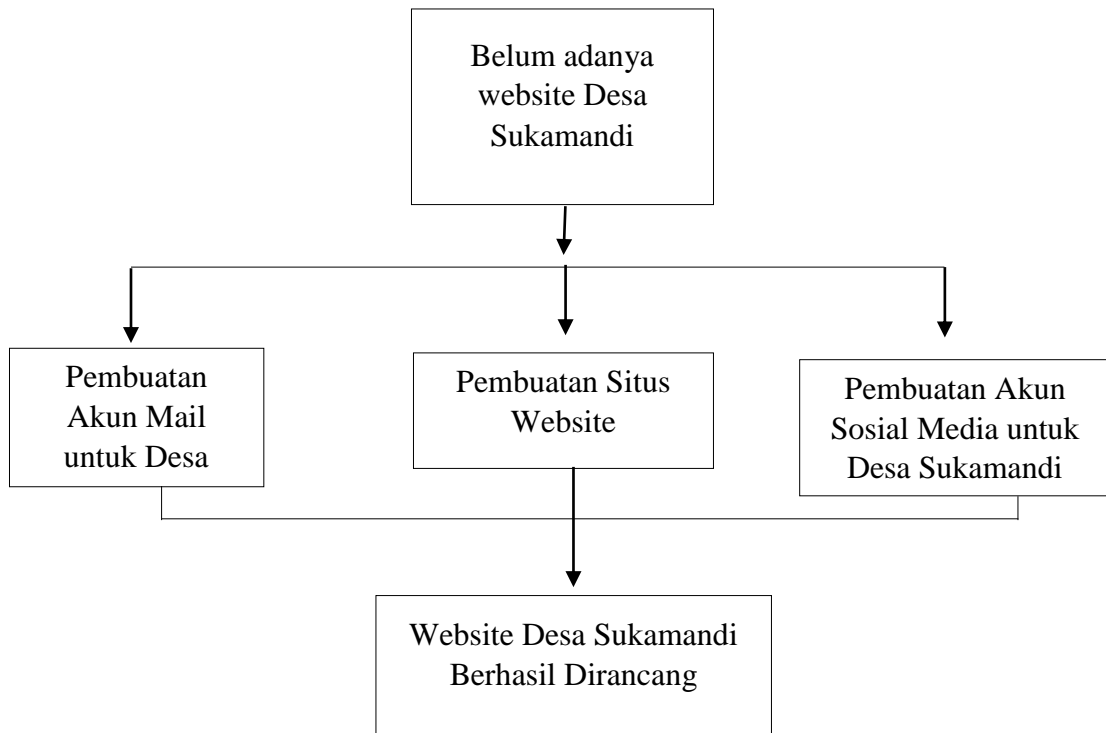 Belum adanya
website Desa
Sukamandi
Pembuatan
Akun Mail
untuk Desa
Pembuatan Situs
Website
Pembuatan Akun
Sosial Media untuk
Desa Sukamandi
Website Desa Sukamandi
Berhasil Dirancang